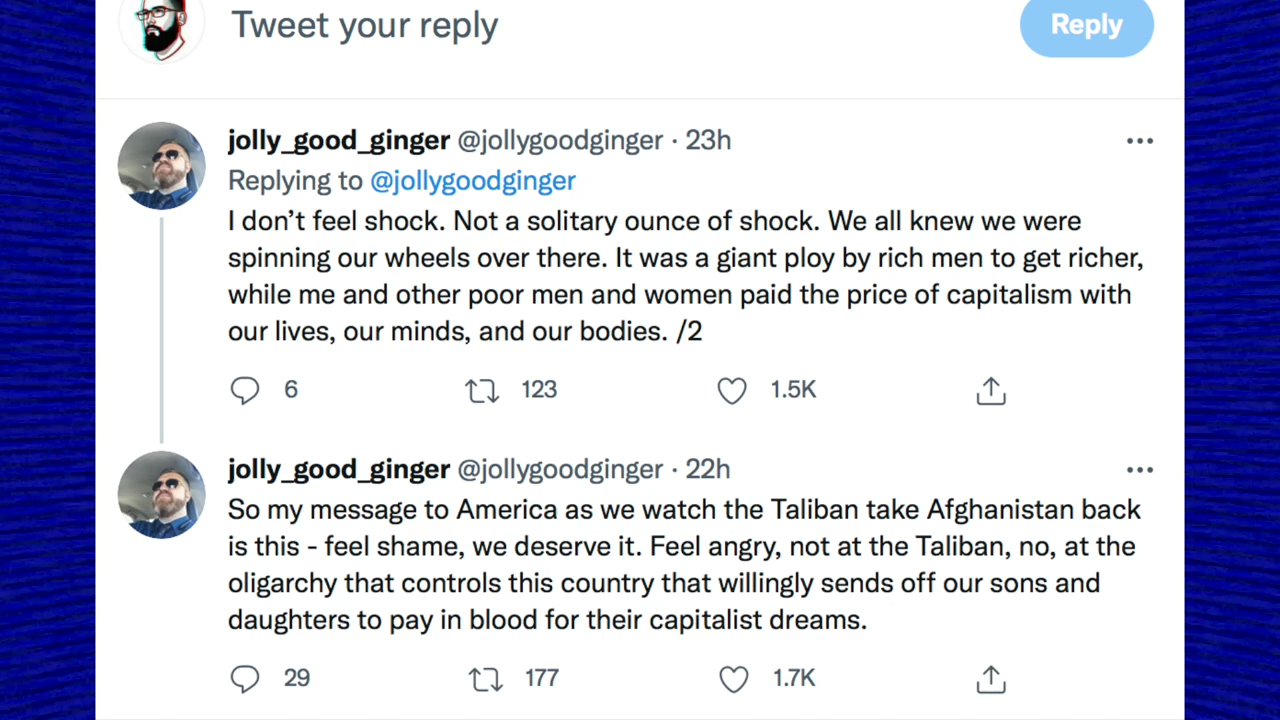 Tweet your reply
Reply
jolly_good_ginger @jollygoodginger · 23h
Replying to @jollygoodginger
I don’t feel shock. Not a solitary ounce of shock. We all knew we were
spinning our wheels over there. It was a giant ploy by rich men to get richer,
while me and other poor men and women paid the price of capitalism with
our lives, our minds, and our bodies. /2
6 123 1.5K
jolly_good_ginger @jollygoodginger · 22h
So my message to America as we watch the Taliban take Afghanistan back
is this - feel shame, we deserve it. Feel angry, not at the Taliban, no, at the
oligarchy that controls this country that willingly sends off our sons and
daughters to pay in blood for their capitalist dreams.
29 177 1.7K